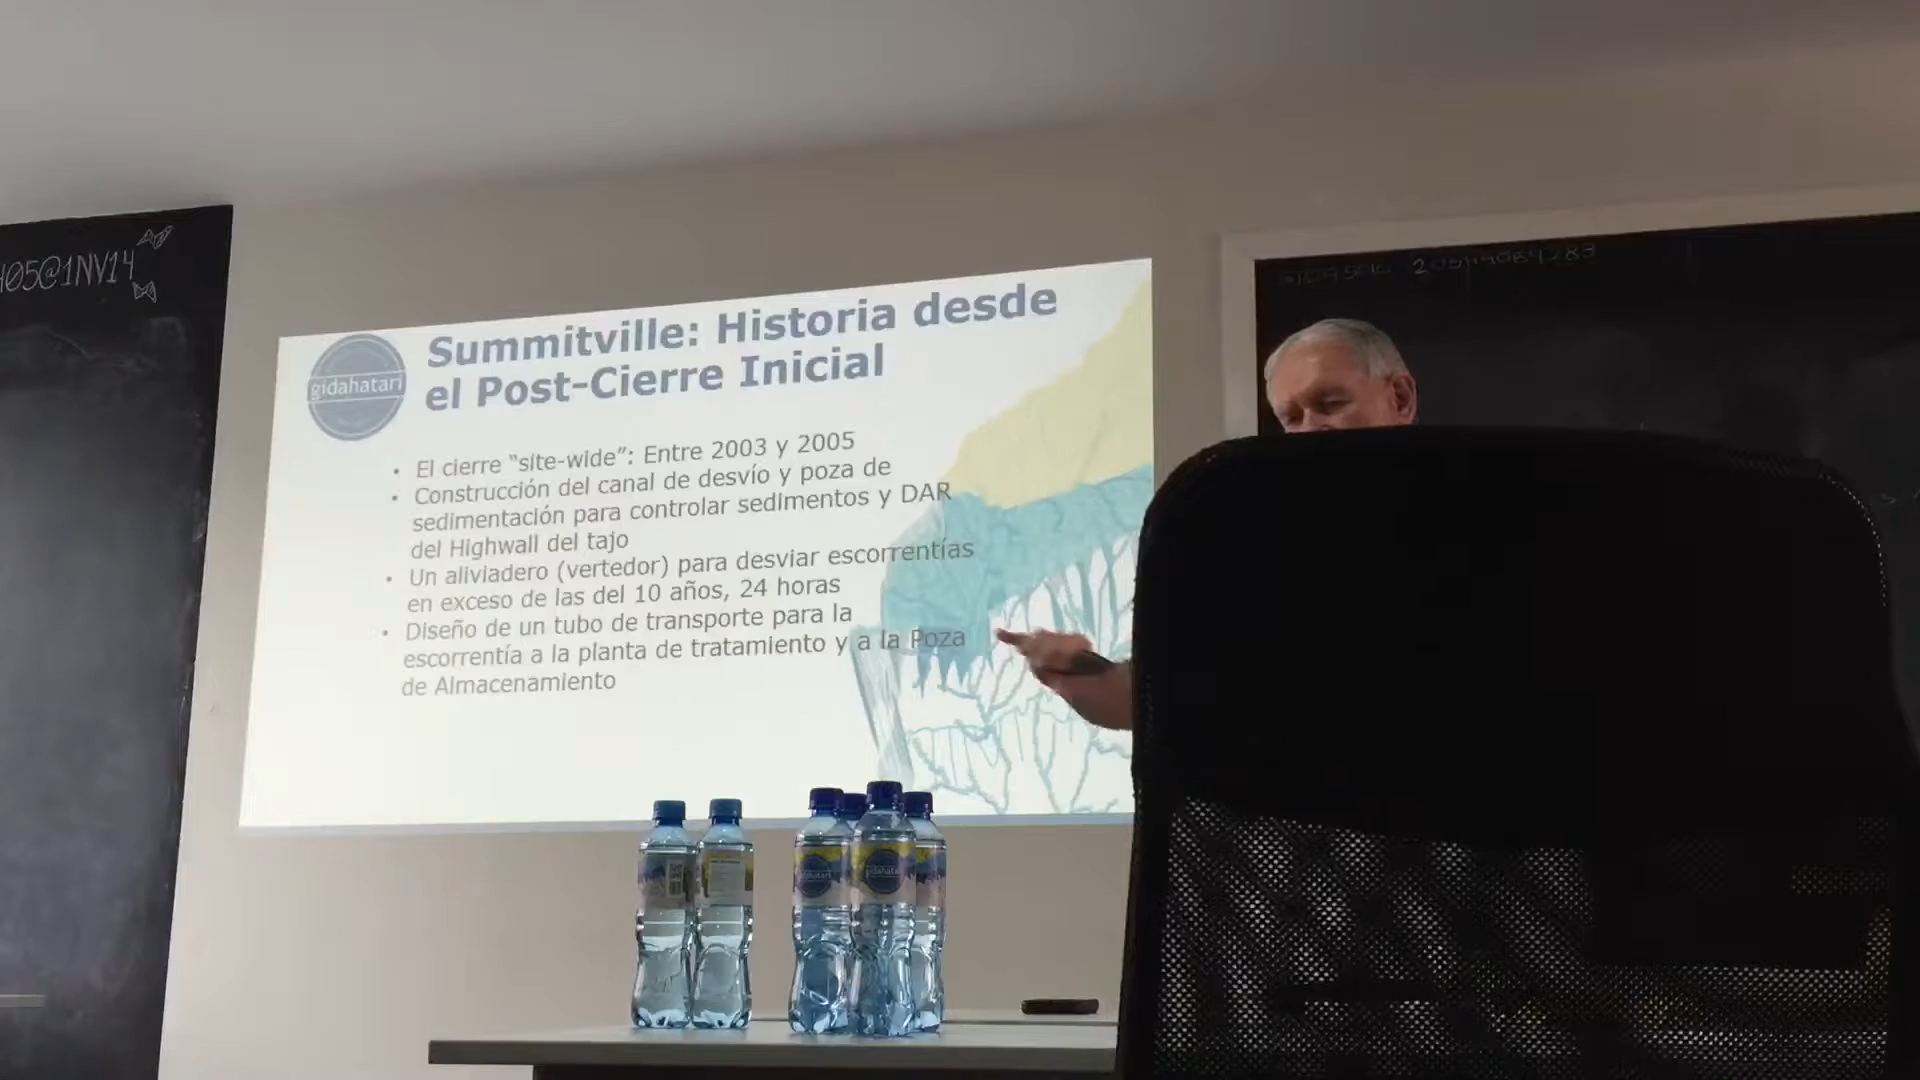 405@1NV14
gidahatari
Summitville: Historia desde
el Post-Cierre Inicial
• El cierre “site-wide”: Entre 2003 y 2005
• Construcción del canal de desvío y poza de
sedimentación para controlar sedimentos y DAR
del Highwall del tajo
• Un aliviadero (vertedor) para desviar escorrentías
en exceso de las del 10 años, 24 horas
• Diseño de un tubo de transporte para la
escorrentía a la planta de tratamiento y a la Poza
de Almacenamiento
gidahatari
gidahatari